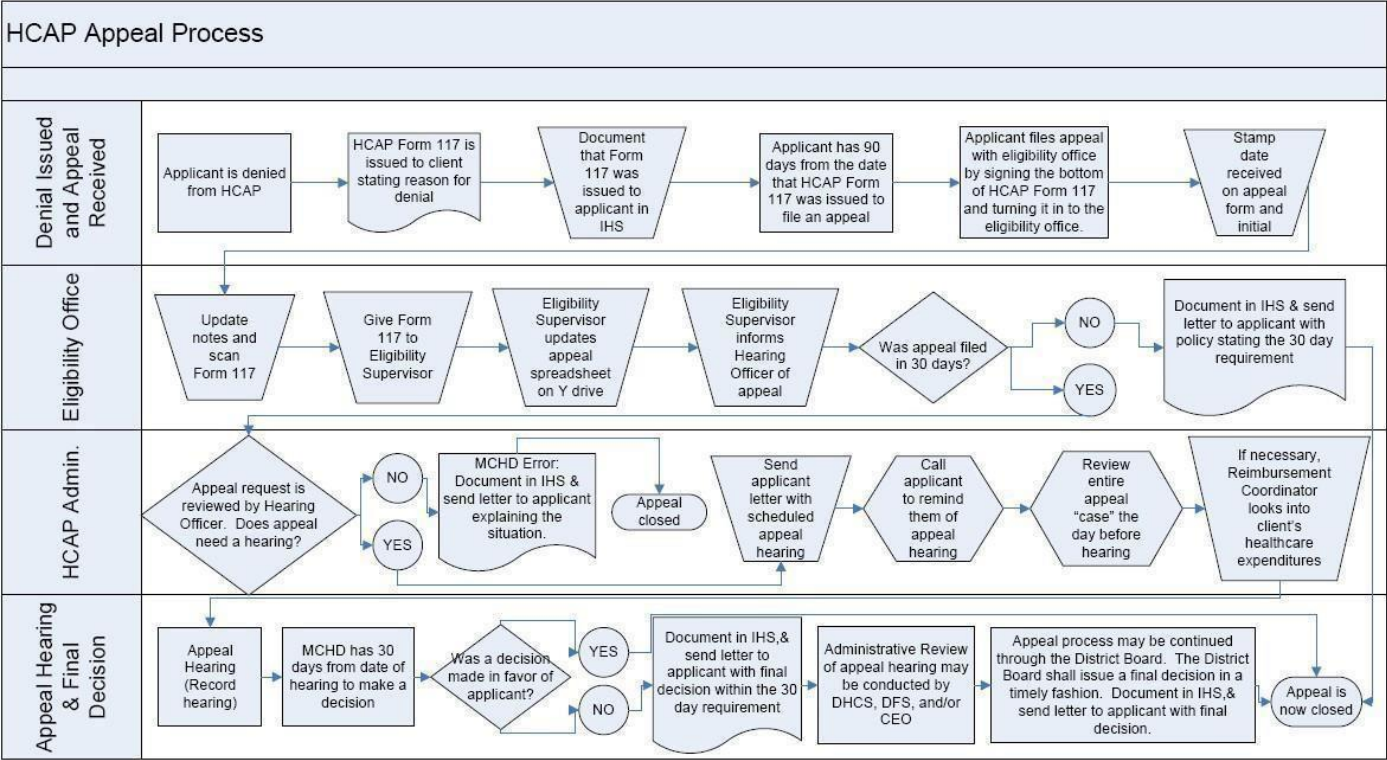 HCAP Appeal Process
Denial Issued
and Appeal
Received
Applicant is denied
from HCAP
HCAP Form 117 is
issued to client
stating reason for
denial
Document
that Form
117 was
issued to
applicant in
IHS
Applicant has 90
days from the date
that HCAP Form
117 was issued to
file an appeal
Applicant files appeal
with eligibility office
by signing the bottom
of HCAP Form 117
and turning it in to the
eligibility office.
Stamp
date
received
on appeal
form and
initial
Eligibility Office
Update
notes and
scan
Form 117
Give Form
117 to
Eligibility
Supervisor
Eligibility
Supervisor
updates
appeal
spreadsheet
on Y drive
Eligibility
Supervisor
informs
Hearing
Officer of
appeal
Was appeal filed
in 30 days?
NO
YES
Document in IHS & send
letter to applicant with
policy stating the 30 day
requirement
HCAP Admin.
Appeal request is
reviewed by Hearing
Officer. Does appeal
need a hearing?
NO
YES
MCHD Error:
Document in IHS &
send letter to applicant
explaining the
situation.
Appeal
closed
Send
applicant
letter with
scheduled
appeal
hearing
Call
applicant
to remind
them of
appeal
hearing
Review
entire
appeal
“case” the
day before
hearing
If necessary,
Reimbursement
Coordinator
looks into
client’s
healthcare
expenditures
Appeal Hearing
& Final
Decision
Appeal
Hearing
(Record
hearing)
MCHD has 30
days from date of
hearing to make a
decision
Was a decision
made in favor of
applicant?
YES
NO
Document in IHS,&
send letter to
applicant with final
decision within the 30
day requirement
Administrative Review
of appeal hearing may
be conducted by
DHCS, DFS, and/or
CEO
Appeal process may be continued
through the District Board. The District
Board shall issue a final decision in a
timely fashion. Document in IHS,&
send letter to applicant with final
decision.
Appeal is
now closed